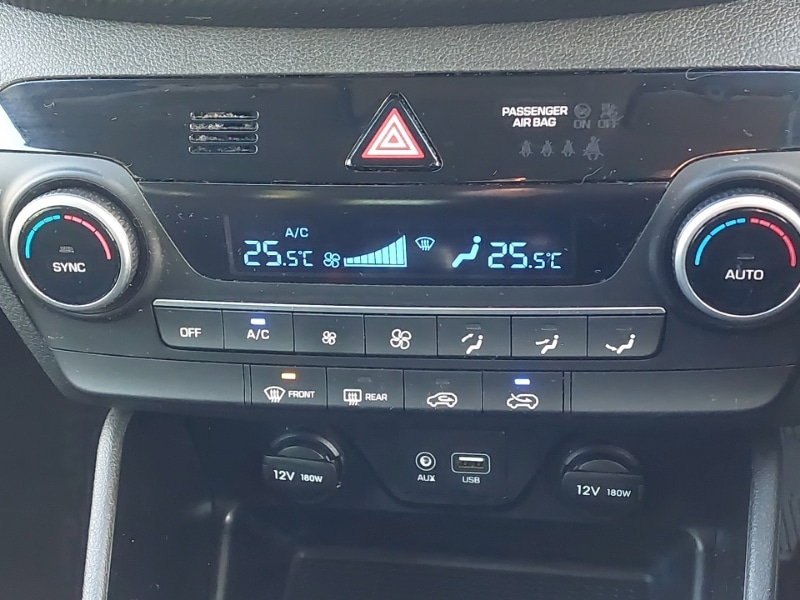 PASSENGER
AIR BAG ON OFF
A/C
25.5°C 25.5°C
SYNC
AUTO
OFF A/C
FRONT REAR
12V 180W AUX USB 12V 180W